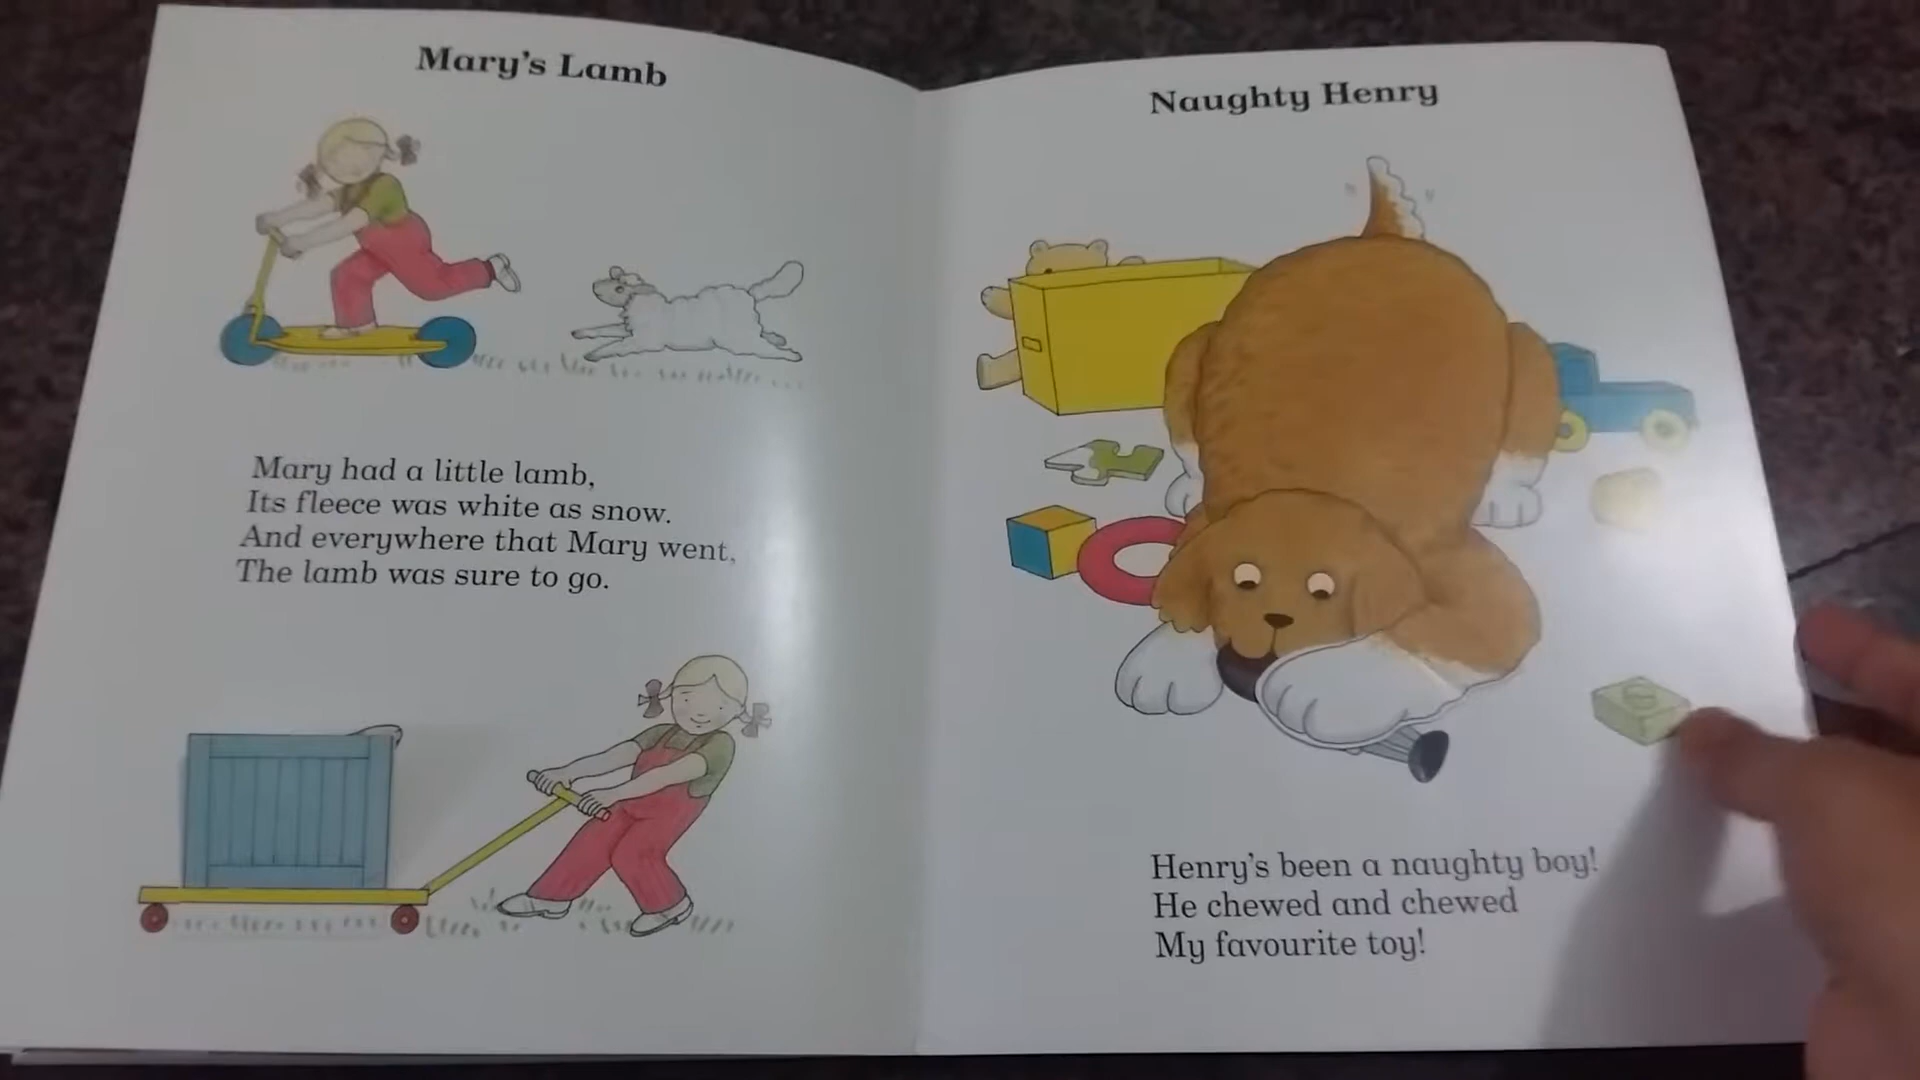 Mary's Lamb
Mary had a little lamb,
Its fleece was white as snow.
And everywhere that Mary went,
The lamb was sure to go.
Naughty Henry
Henry's been a naughty boy!
He chewed and chewed
My favourite toy!